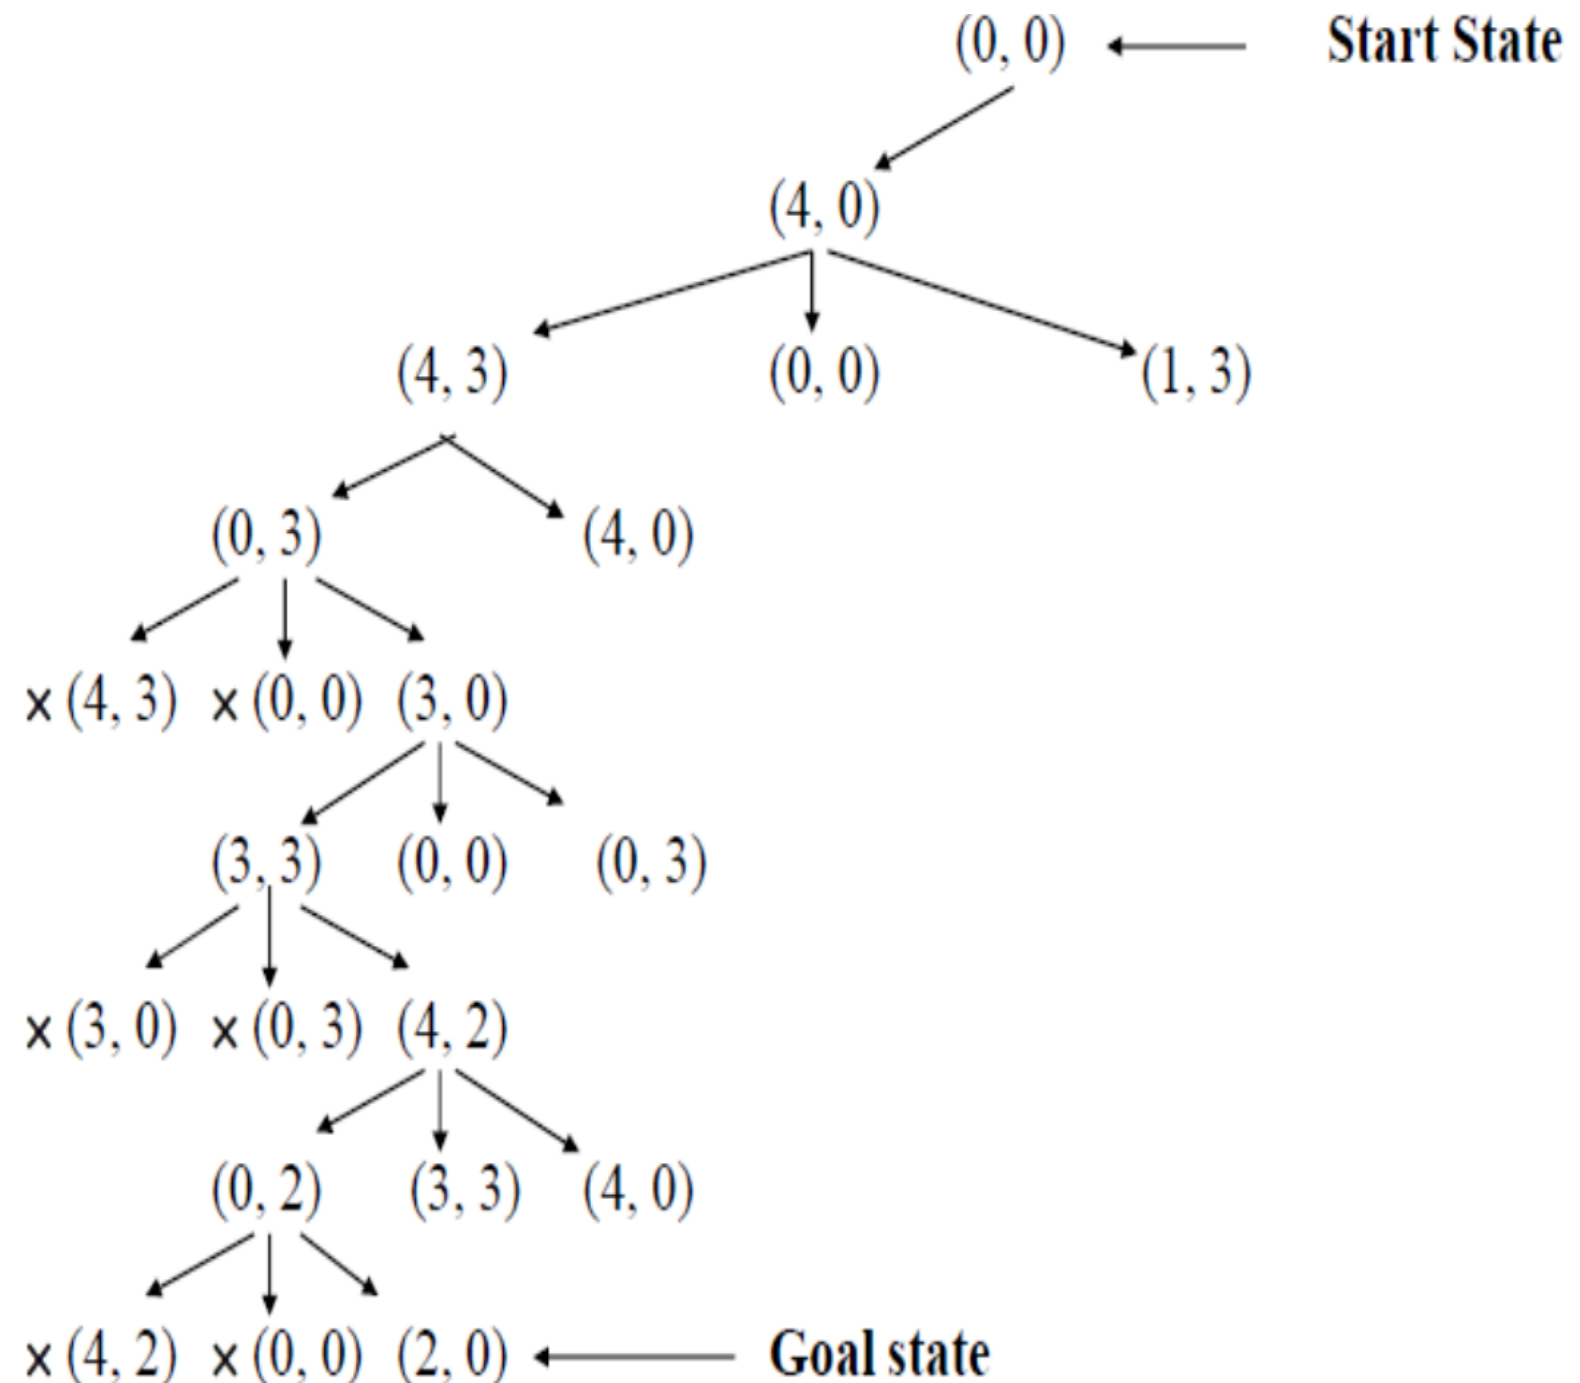 (0, 0) Start State
(4, 0)
(4, 3) (0, 0) (1, 3)
(0, 3) (4, 0)
× (4, 3) × (0, 0) (3, 0)
(3, 3) (0, 0) (0, 3)
× (3, 0) × (0, 3) (4, 2)
(0, 2) (3, 3) (4, 0)
× (4, 2) × (0, 0) (2, 0) Goal state